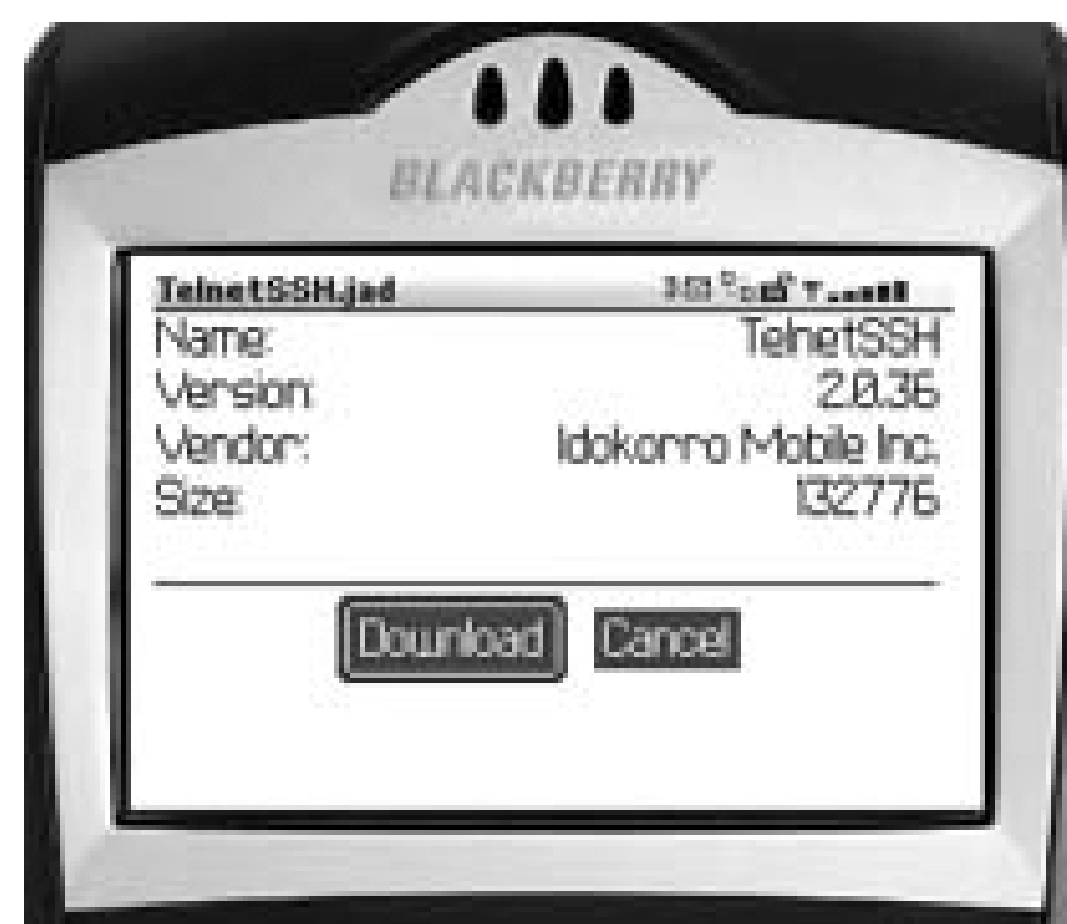 BLACKBERRY
TelnetSSH.jad
Name: TelnetSSH
Version: 2.0.36
Vendor: Idokorro Mobile Inc.
Size: 132776
Download Cancel